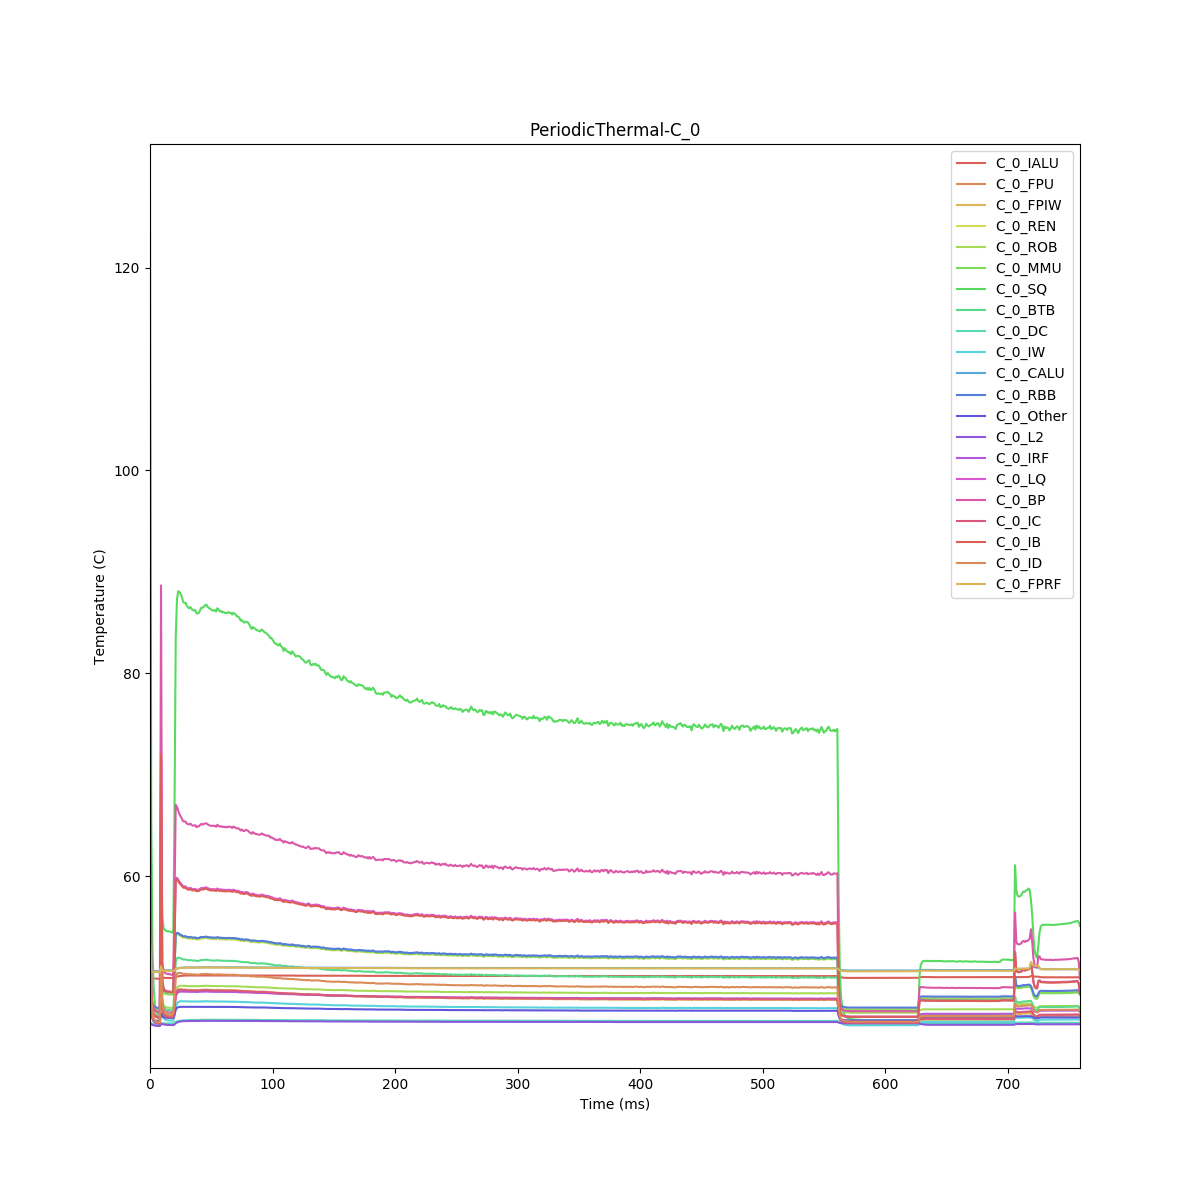 PeriodicThermal-C_0
C_0_IALU
C_0_FPU
C_0_FPIW
C_0_REN
C_0_ROB
C_0_MMU
C_0_SQ
C_0_BTB
C_0_DC
C_0_IW
C_0_CALU
C_0_RBB
C_0_Other
C_0_L2
C_0_IRF
C_0_LQ
C_0_BP
C_0_IC
C_0_IB
C_0_ID
C_0_FPRF
120
100
80
60
Temperature (C)
0 100 200 300 400 500 600 700
Time (ms)